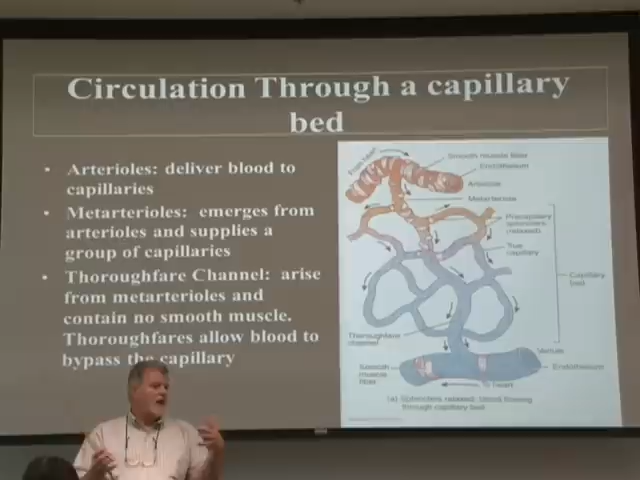 Circulation Through a capillary
bed
• Arterioles: deliver blood to
capillaries
• Metarterioles: emerges from
arterioles and supplies a
group of capillaries
• Thoroughfare Channel: arise
from metarterioles and
contain no smooth muscle.
Thoroughfares allow blood to
bypass the capillary
From heart
Smooth muscle fiber
Endothelium
Arteriole
Metarteriole
Precapillary
sphincters
(relaxed)
True
capillary
Capillary
Thoroughfare
channel
Venule
Smooth
muscle
fiber
Endothelium
To heart
(a) Sphincters relaxed: blood flowing
through capillary bed